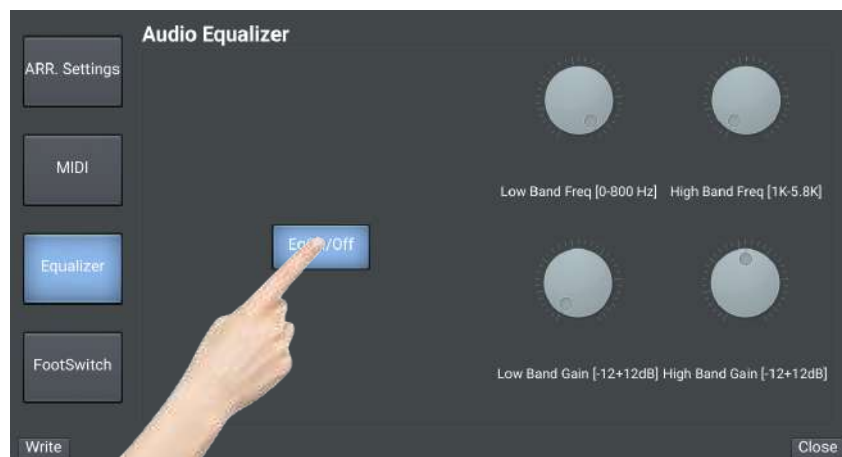 Audio Equalizer
ARR. Settings
MIDI
Low Band Freq [0-800 Hz] High Band Freq [1K-5.8K]
/Off
Equalizer
Low Band Gain [-12+12dB] High Band Gain [-12+12dB]
FootSwitch
Write
Close